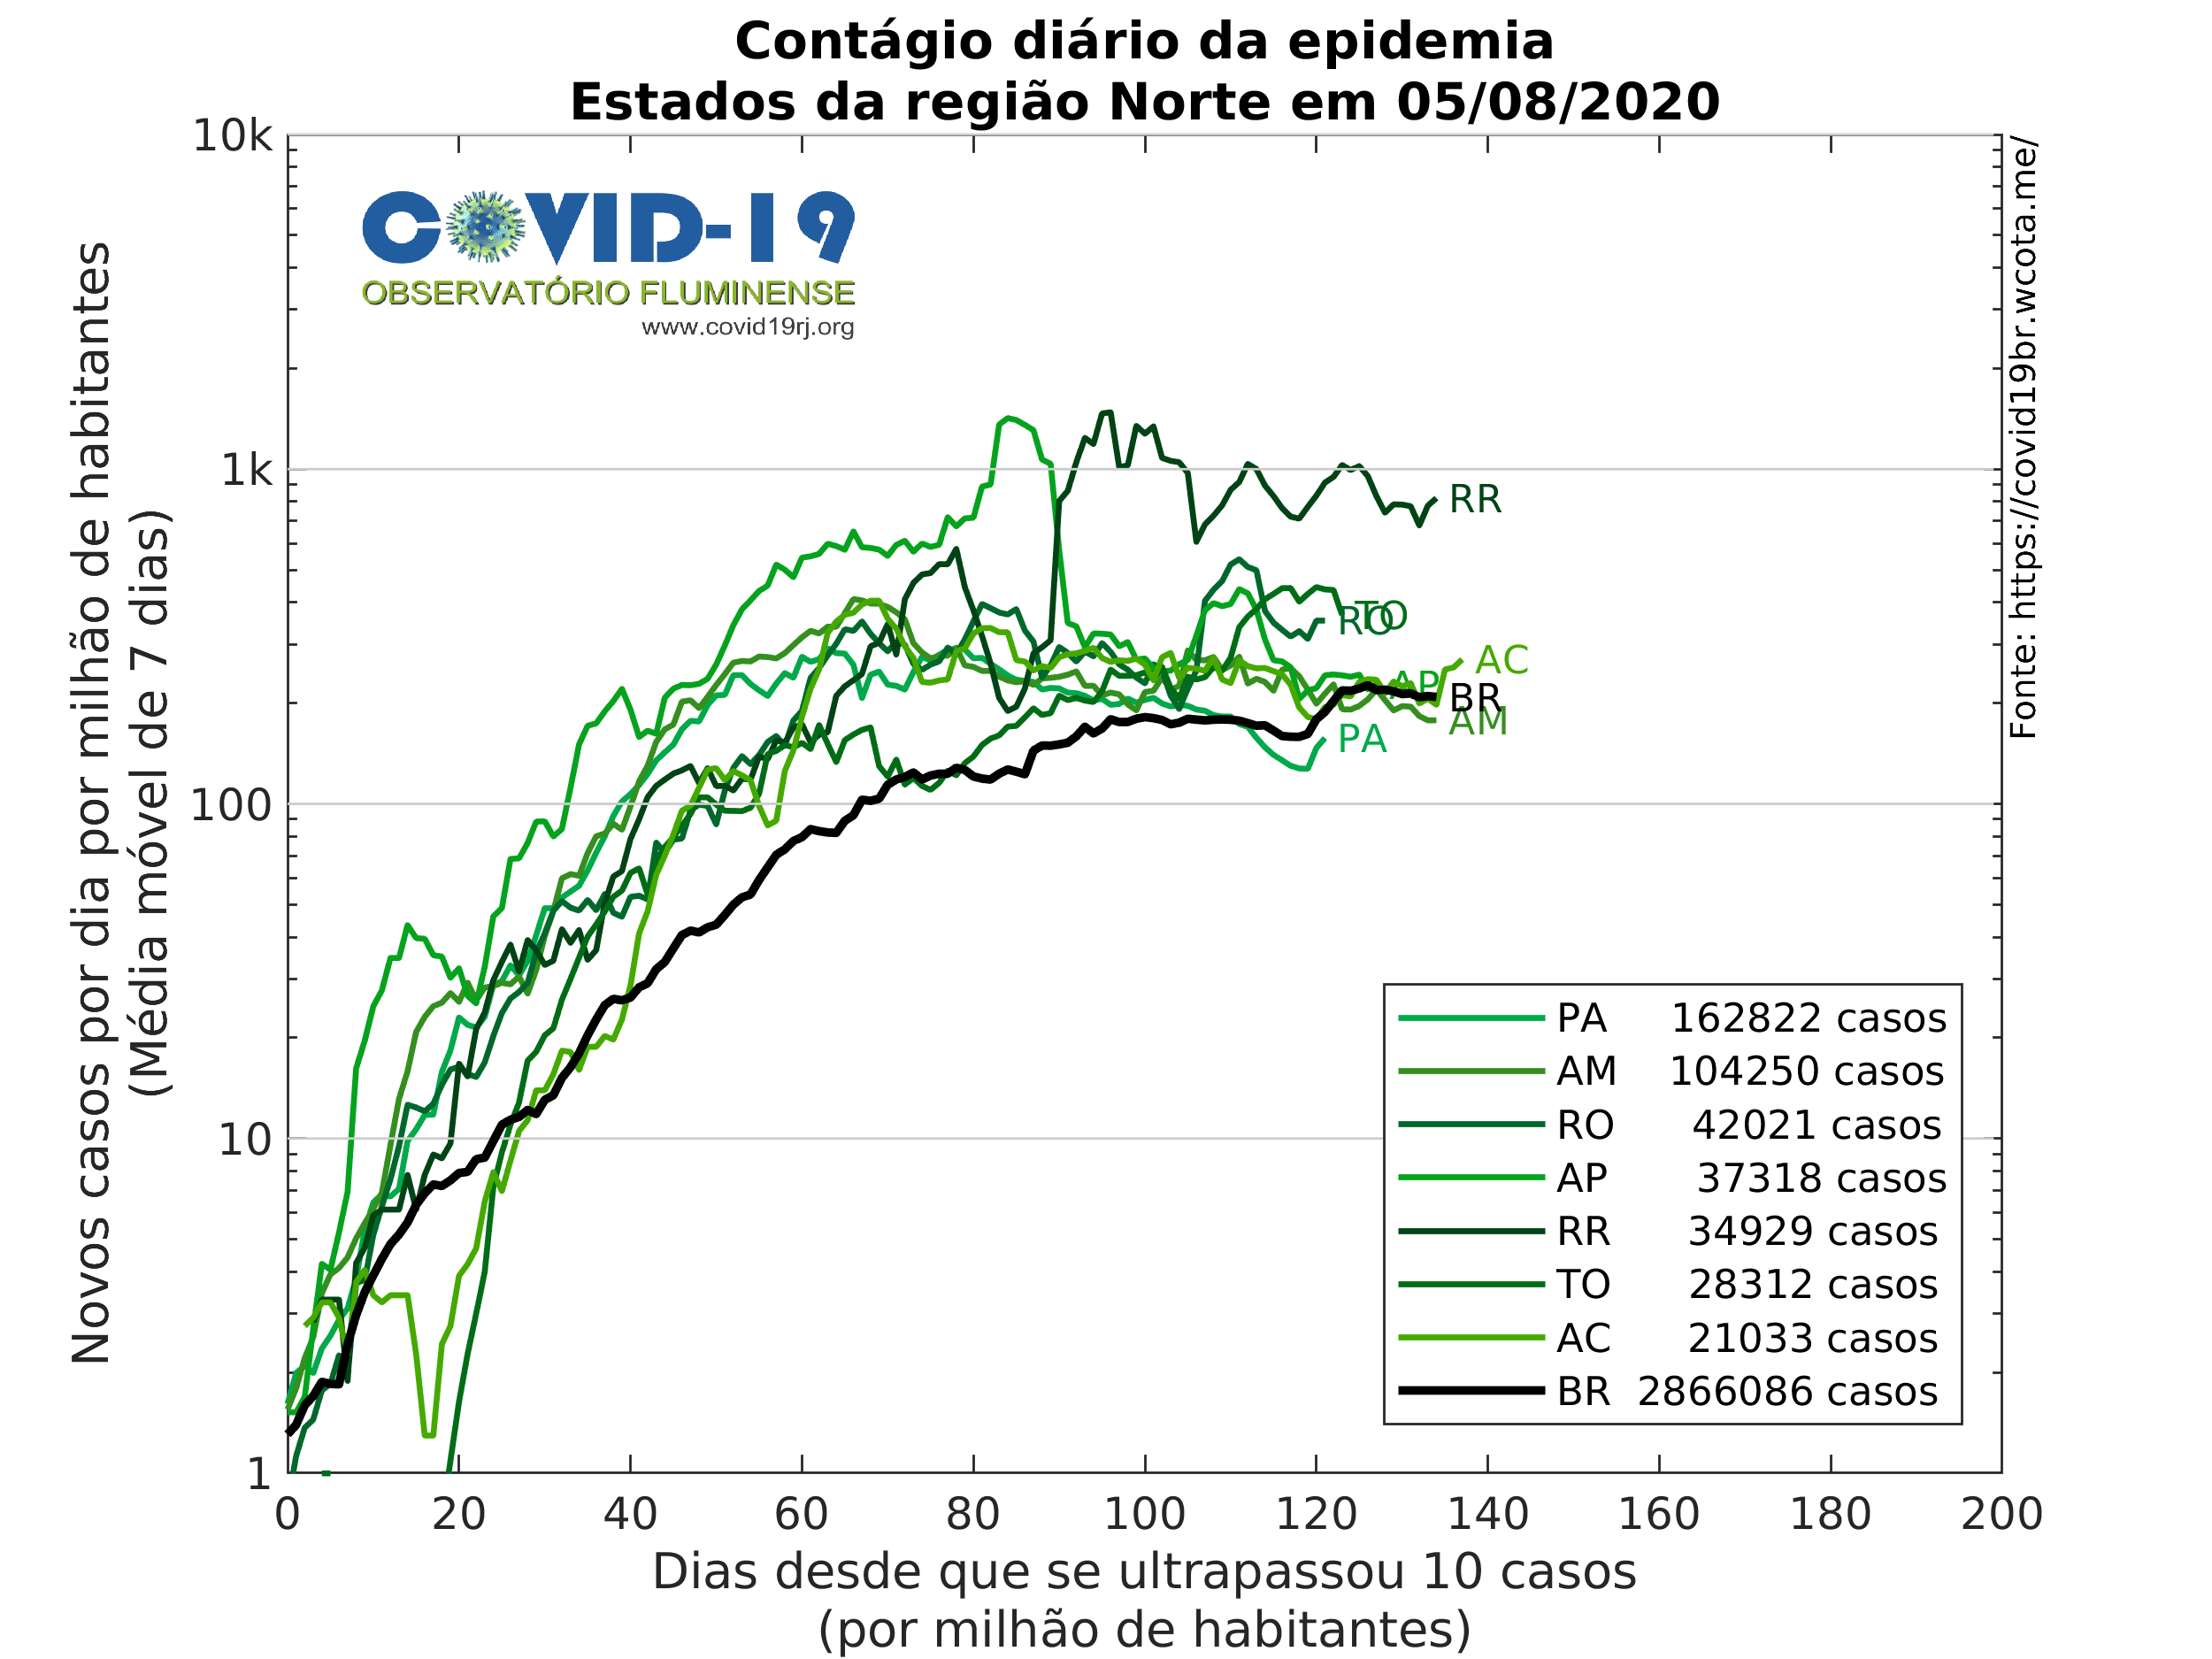 Contágio diário da epidemia
Estados da região Norte em 05/08/2020
Novos casos por dia por milhão de habitantes
(Média móvel de 7 dias)
10k
1k
100
10
1
COVID-19
OBSERVATÓRIO FLUMINENSE
www.covid19rj.org
RR
TO
RO
AC
AP
BR
AM
PA
Fonte: https://covid19br.wcota.me/
PA 162822 casos
AM 104250 casos
RO 42021 casos
AP 37318 casos
RR 34929 casos
TO 28312 casos
AC 21033 casos
BR 2866086 casos
0 20 40 60 80 100 120 140 160 180 200
Dias desde que se ultrapassou 10 casos
(por milhão de habitantes)